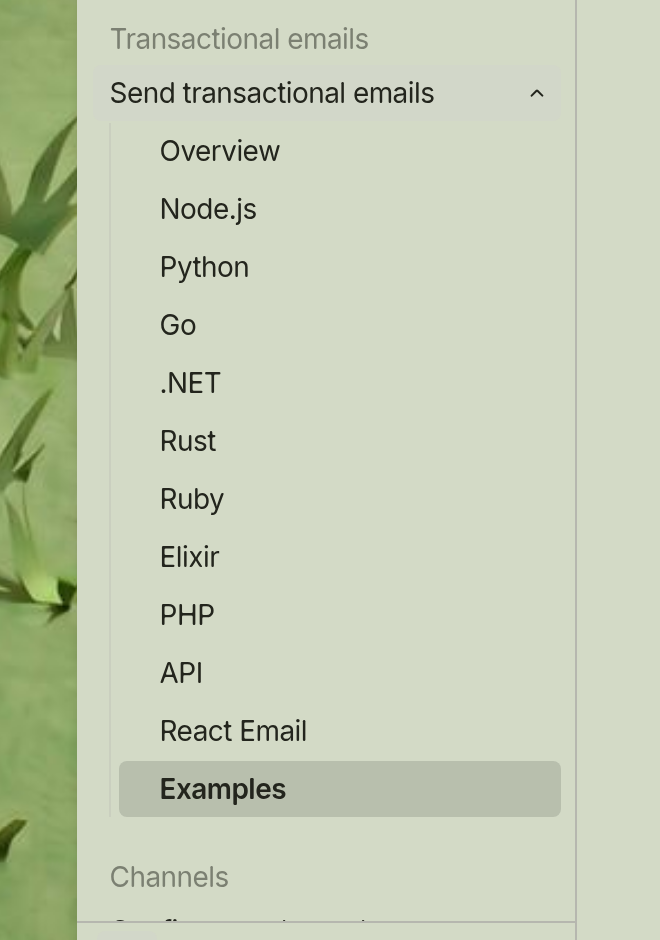 Transactional emails
Send transactional emails
Overview
Node.js
Python
Go
.NET
Rust
Ruby
Elixir
PHP
API
React Email
Examples
Channels